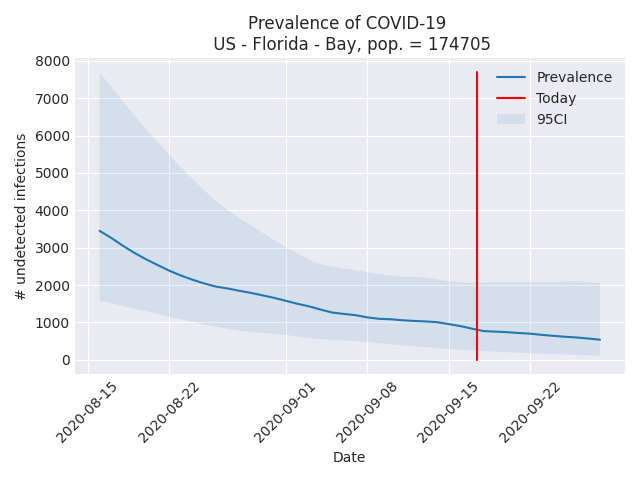 Prevalence of COVID-19
US - Florida - Bay, pop. = 174705
8000
7000
6000
5000
4000
3000
2000
1000
0
# undetected infections
Prevalence
Today
95CI
2020-08-15
2020-08-22
2020-09-01
2020-09-08
2020-09-15
2020-09-22
Date